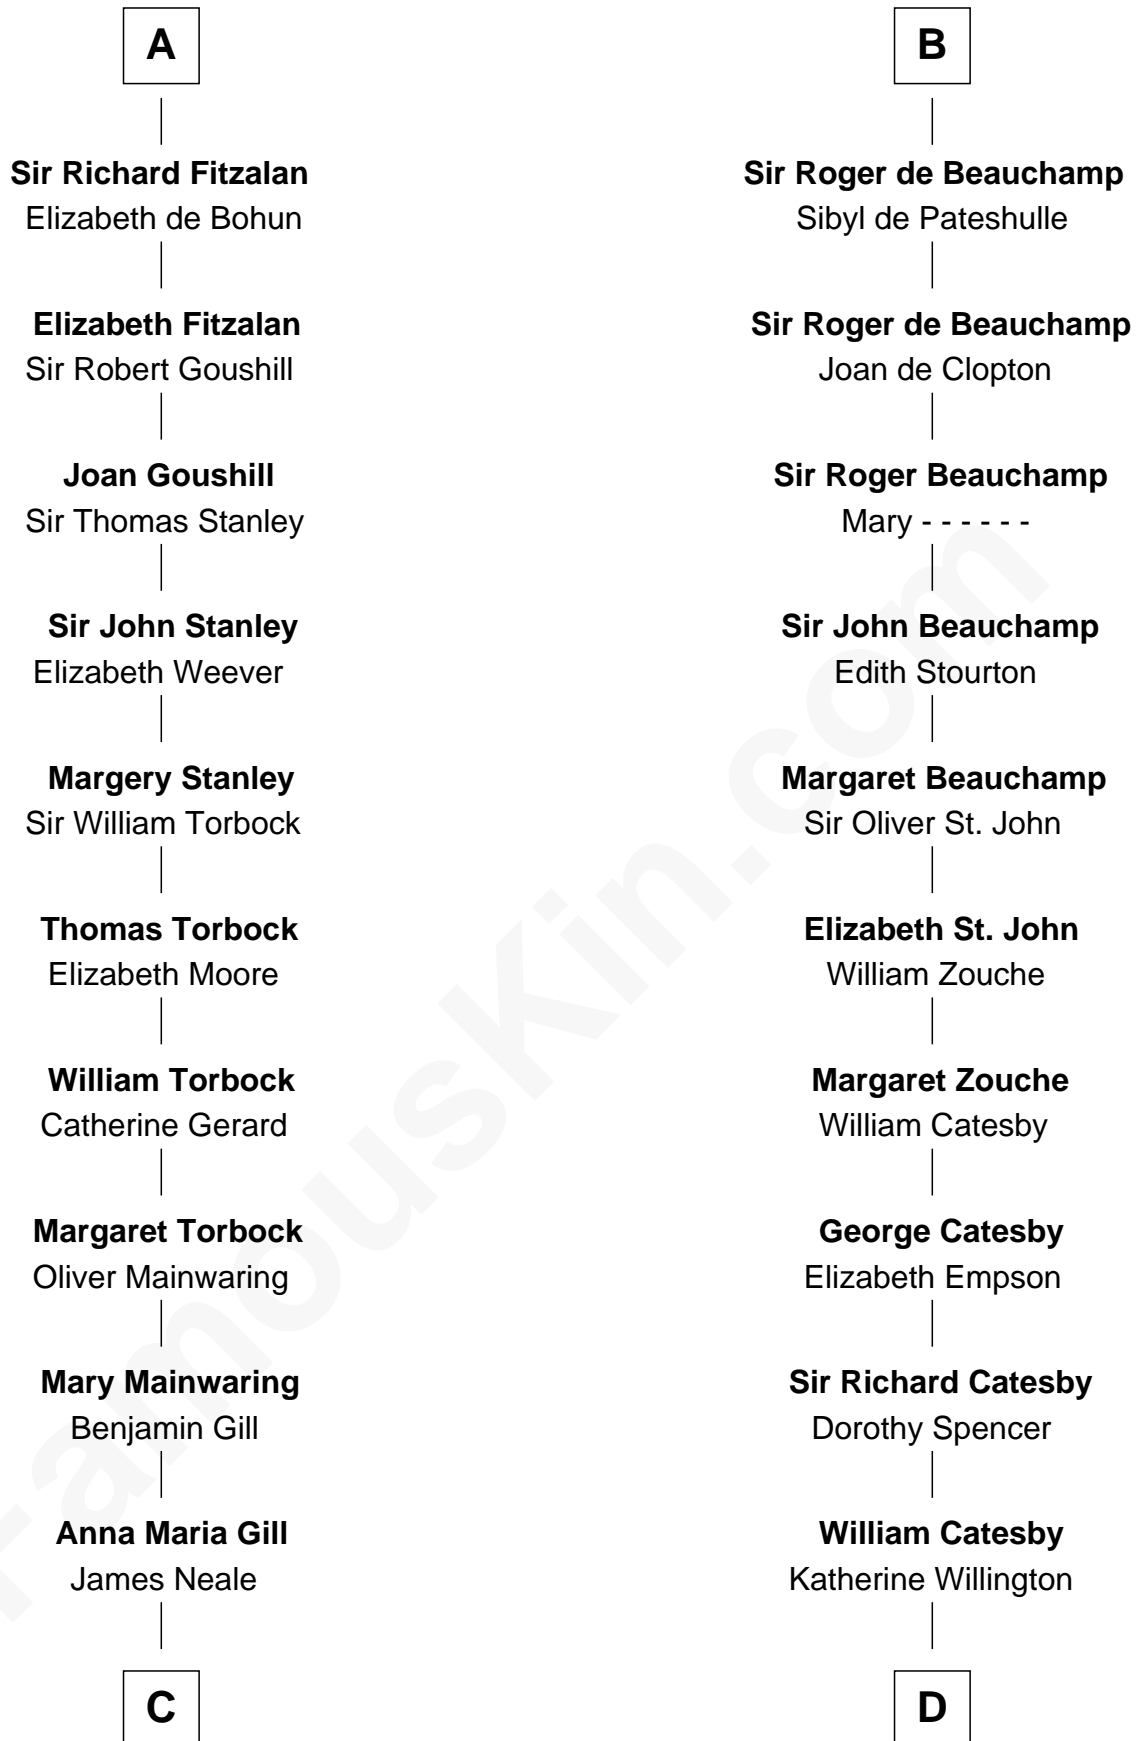 A
Sir Richard Fitzalan
Elizabeth de Bohun
Elizabeth Fitzalan
Sir Robert Goushill
Joan Goushill
Sir Thomas Stanley
Sir John Stanley
Elizabeth Weever
Margery Stanley
Sir William Torbock
Thomas Torbock
Elizabeth Moore
William Torbock
Catherine Gerard
Margaret Torbock
Oliver Mainwaring
Mary Mainwaring
Benjamin Gill
Anna Maria Gill
James Neale
C
B
Sir Roger de Beauchamp
Sibyl de Pateshulle
Sir Roger de Beauchamp
Joan de Clopton
Sir Roger Beauchamp
Mary - - - - - -
Sir John Beauchamp
Edith Stourton
Margaret Beauchamp
Sir Oliver St. John
Elizabeth St. John
William Zouche
Margaret Zouche
William Catesby
George Catesby
Elizabeth Empson
Sir Richard Catesby
Dorothy Spencer
William Catesby
Katherine Willington
D
FamousKin.com